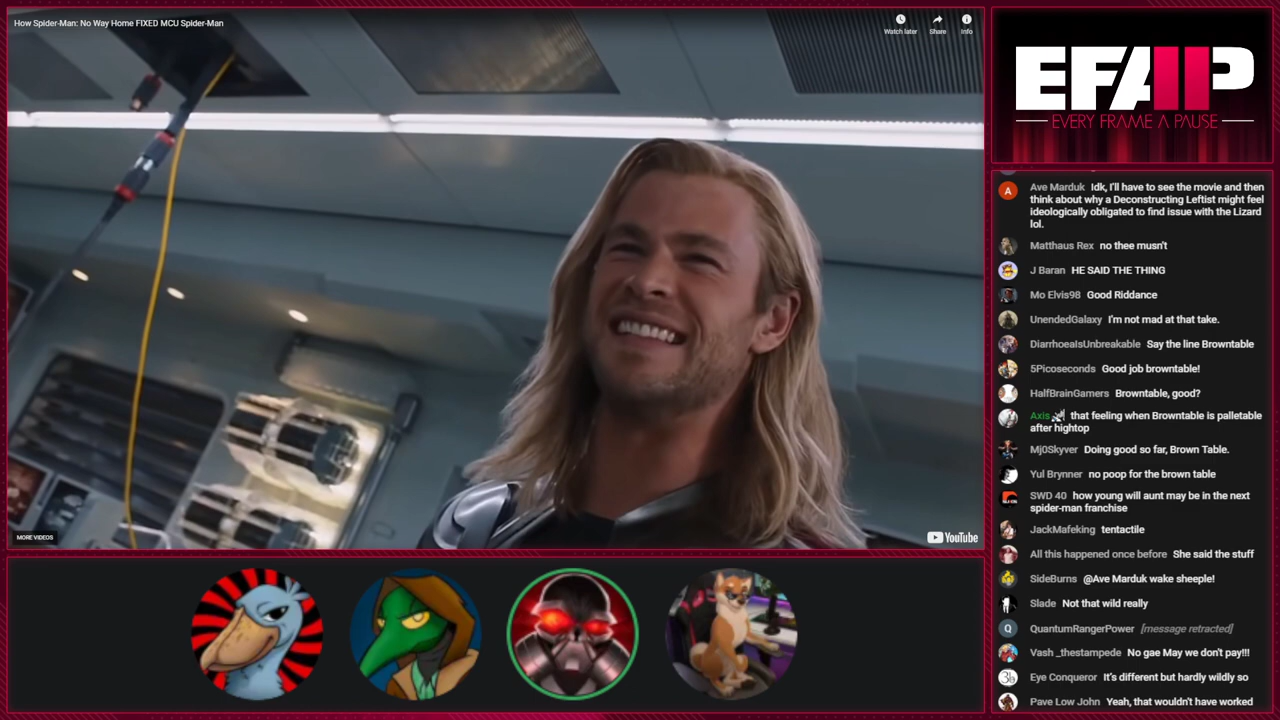 How Spider-Man: No Way Home FIXED MCU Spider-Man
Watch later
Share
Info
MORE VIDEOS
YouTube
EFAP
EVERY FRAME A PAUSE
Ave Marduk Idk, I'll have to see the movie and then
think about why a Deconstructing Leftist might feel
ideologically obligated to find issue with the Lizard
lol.
Matthaus Rex no thee musn't
J Baran HE SAID THE THING
Mo Elvis98 Good Riddance
UnendedGalaxy I'm not mad at that take.
DiarrhoeaIsUnbreakable Say the line Browntable
5Picoseconds Good job browntable!
HalfBrainGamers Browntable, good?
Axis that feeling when Browntable is palletable
after hightop
Mj0Skyver Doing good so far, Brown Table.
Yul Brynner no poop for the brown table
SWD 40 how young will aunt may be in the next
spider-man franchise
JackMafeking tentactile
All this happened once before She said the stuff
SideBurns @Ave Marduk wake sheeple!
Slade Not that wild really
QuantumRangerPower [message retracted]
Vash _thestampede No gae May we don't pay!!!
Eye Conqueror It's different but hardly wildly so
Pave Low John Yeah, that wouldn't have worked